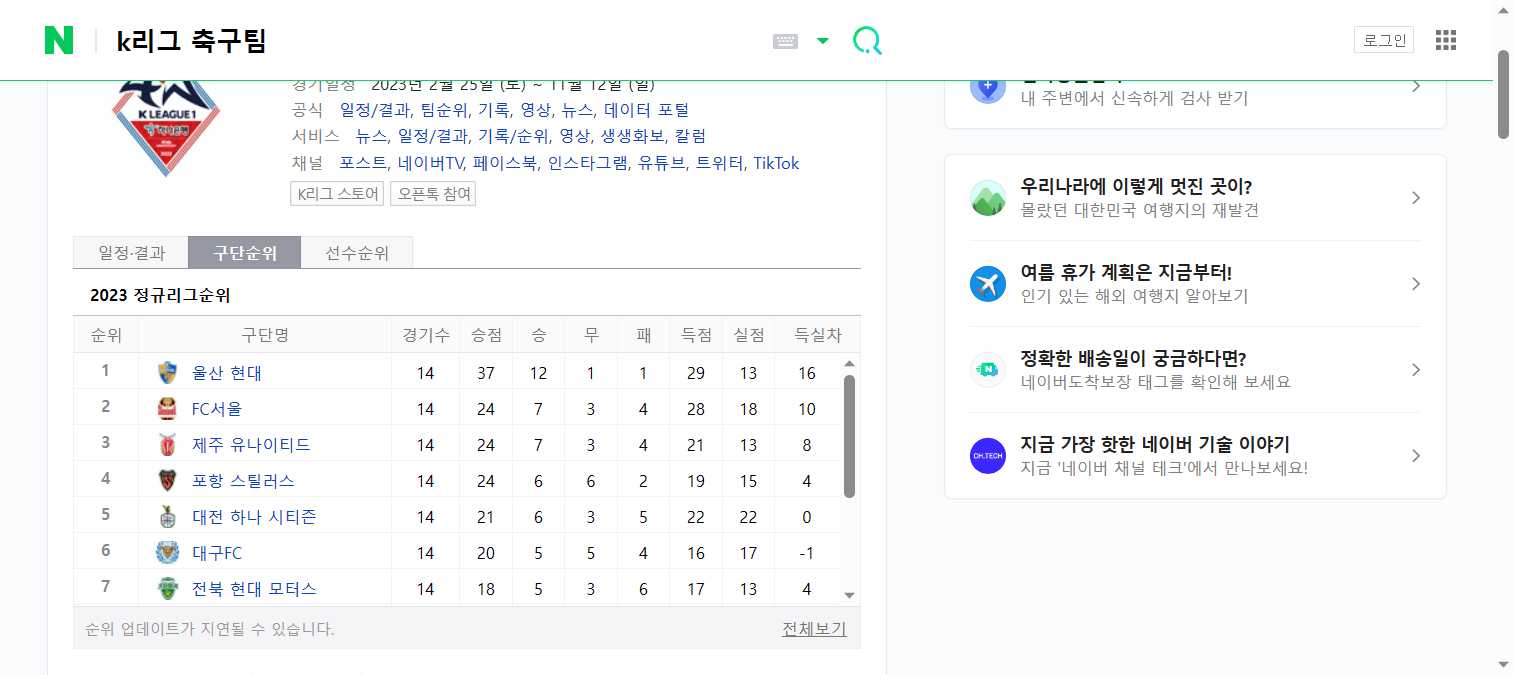 N k리그 축구팀 로그인
경기일정 2023년 2월 25일 (토) ~ 11월 12일 (일)
공식 일정/결과, 팀순위, 기록, 영상, 뉴스, 데이터 포털
서비스 뉴스, 일정/결과, 기록/순위, 영상, 생생화보, 칼럼
채널 포스트, 네이버TV, 페이스북, 인스타그램, 유튜브, 트위터, TikTok
K리그 스토어 오픈톡 참여
K LEAGUE1
하나은행
2023
일정·결과 구단순위 선수순위
2023 정규리그순위
순위 구단명 경기수 승점 승 무 패 득점 실점 득실차
1 울산 현대 14 37 12 1 1 29 13 16
2 FC서울 14 24 7 3 4 28 18 10
3 제주 유나이티드 14 24 7 3 4 21 13 8
4 포항 스틸러스 14 24 6 6 2 19 15 4
5 대전 하나 시티즌 14 21 6 3 5 22 22 0
6 대구FC 14 20 5 5 4 16 17 -1
7 전북 현대 모터스 14 18 5 3 6 17 13 4
순위 업데이트가 지연될 수 있습니다. 전체보기
내 주변에서 신속하게 검사 받기
우리나라에 이렇게 멋진 곳이?
몰랐던 대한민국 여행지의 재발견
여름 휴가 계획은 지금부터!
인기 있는 해외 여행지 알아보기
정확한 배송일이 궁금하다면?
네이버도착보장 태그를 확인해 보세요
N
지금 가장 핫한 네이버 기술 이야기
지금 '네이버 채널 테크'에서 만나보세요!
CH.TECH